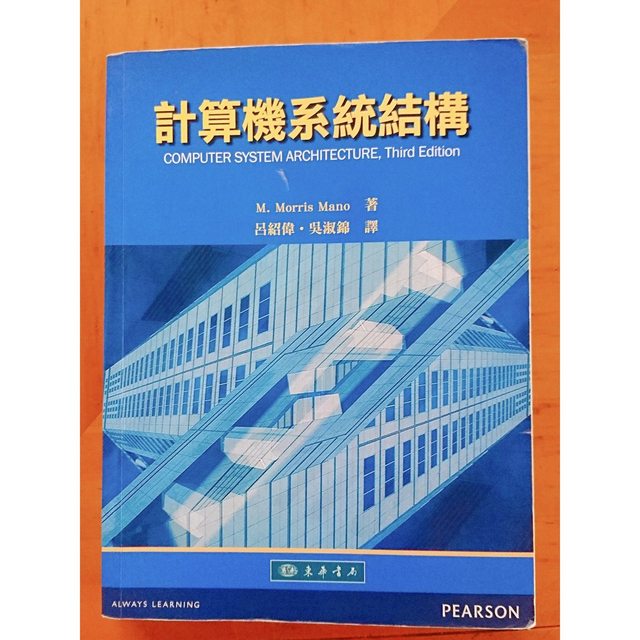 計算機系統結構
COMPUTER SYSTEM ARCHITECTURE, Third Edition
M. Morris Mano 著
呂紹偉・吳淑錦 譯
東華書局
ALWAYS LEARNING
PEARSON